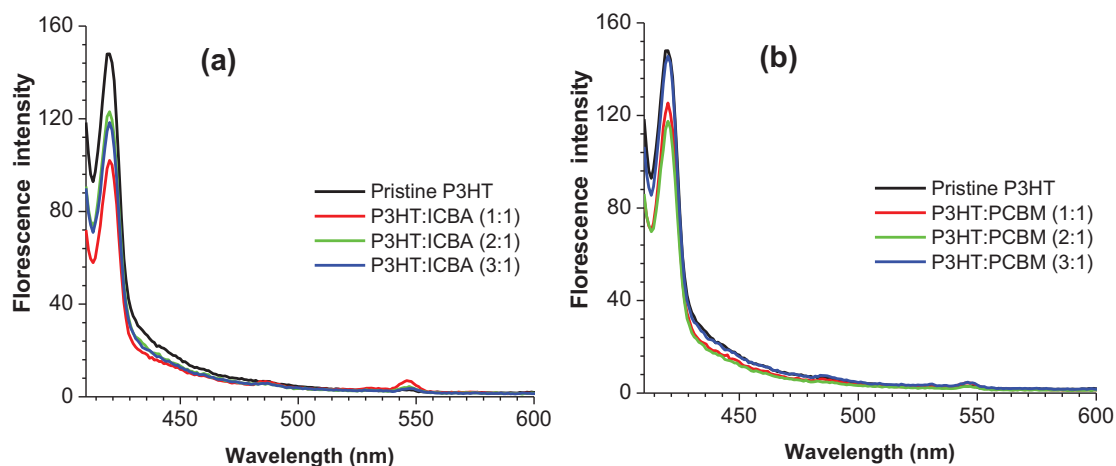 (a)
Florescence intensity
160
120
80
40
0
Pristine P3HT
P3HT:ICBA (1:1)
P3HT:ICBA (2:1)
P3HT:ICBA (3:1)
450
500
550
600
Wavelength (nm)
(b)
Florescence intensity
160
120
80
40
0
Pristine P3HT
P3HT:PCBM (1:1)
P3HT:PCBM (2:1)
P3HT:PCBM (3:1)
450
500
550
600
Wavelength (nm)